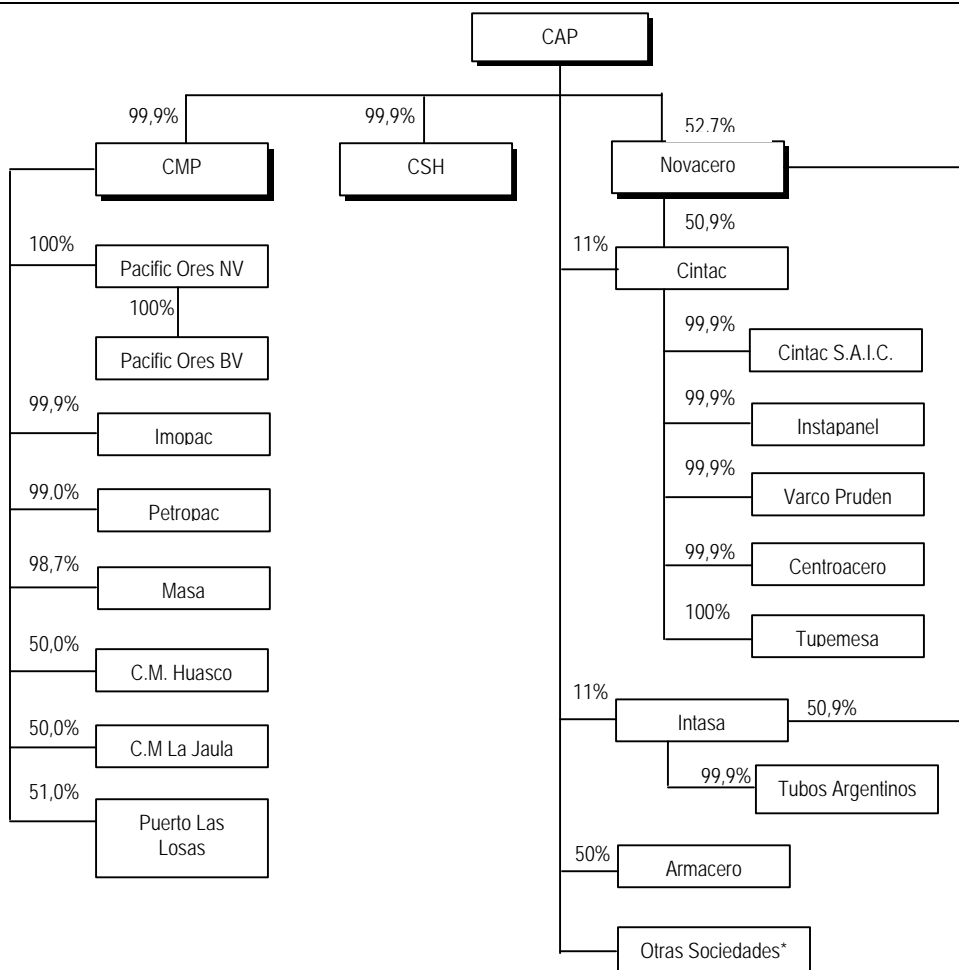 CAP
99,9%
99,9%
52,7%
CMP
CSH
Novacero
100%
Pacific Ores NV
100%
Pacific Ores BV
99,9%
Imopac
99,0%
Petropac
98,7%
Masa
50,0%
C.M. Huasco
50,0%
C.M La Jaula
51,0%
Puerto Las
Losas
50,9%
11%
Cintac
99,9%
Cintac S.A.I.C.
99,9%
Instapanel
99,9%
Varco Pruden
99,9%
Centroacero
100%
Tupemesa
11%
Intasa
50,9%
99,9%
Tubos Argentinos
50%
Armacero
Otras Sociedades*